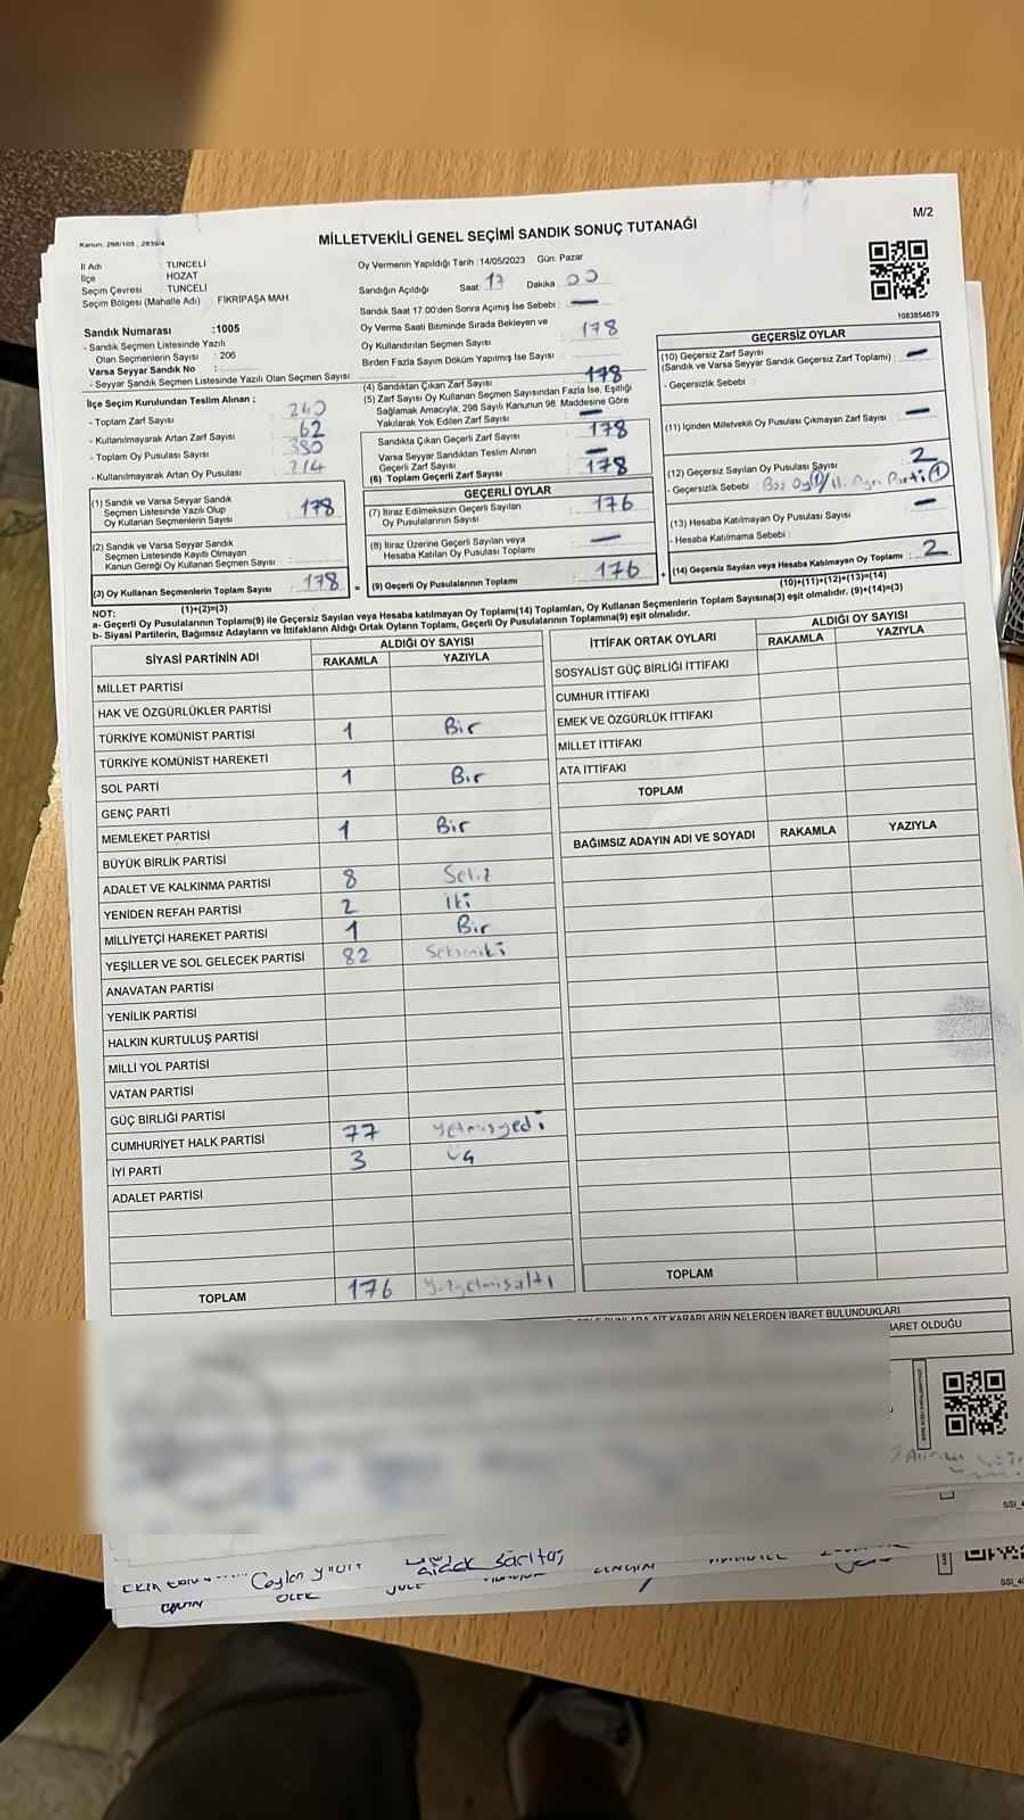 M/2
Kanun: 298/105 , 2839/4
MİLLETVEKİLİ GENEL SEÇİMİ SANDIK SONUÇ TUTANAĞI
İl Adı TUNCELİ
İlçe HOZAT
Seçim Çevresi TUNCELİ
Seçim Bölgesi (Mahalle Adı) : FİKRİPAŞA MAH.
Sandık Numarası :1005
- Sandık Seçmen Listesinde Yazılı
Olan Seçmenlerin Sayısı : 206
Varsa Seyyar Sandık No :
- Seyyar Sandık Seçmen Listesinde Yazılı Olan Seçmen Sayısı
Oy Vermenin Yapıldığı Tarih :14/05/2023 Gün: Pazar
Sandığın Açıldığı Saat 17 Dakika 00
Sandık Saat 17.00'den Sonra Açımış İse Sebebi : —
Oy Verme Saati Bitiminde Sırada Bekleyen ve
Oy Kullandırılan Seçmen Sayısı 178
Birden Fazla Sayım Döküm Yapılmış İse Sayısı
1083854679
İlçe Seçim Kurulundan Teslim Alınan :
- Toplam Zarf Sayısı 240
- Kullanılmayarak Artan Zarf Sayısı 62
- Toplam Oy Pusulası Sayısı
- Kullanılmayarak Artan Oy Pusulası
(1) Sandık ve Varsa Seyyar Sandık
Seçmen Listesinde Yazılı Olup
Oy Kullanan Seçmenlerin Sayısı 178
(2) Sandık ve Varsa Seyyar Sandık
Seçmen Listesinde Kayıtlı Olmayan
Kanun Gereği Oy Kullanan Seçmen Sayısı
(3) Oy Kullanan Seçmenlerin Toplam Sayısı 178
(1)+(2)=(3)
(4) Sandıktan Çıkan Zarf Sayısı 178
(5) Zarf Sayısı Oy Kullanan Seçmen Sayısından Fazla İse, Eşitliği
Sağlamak Amacıyla, 298 Sayılı Kanunun 98. Maddesine Göre
Yakılarak Yok Edilen Zarf Sayısı —
Sandıkta Çıkan Geçerli Zarf Sayısı 178
Varsa Seyyar Sandıktan Teslim Alınan
Geçerli Zarf Sayısı —
(6) Toplam Geçerli Zarf Sayısı 178
GEÇERLİ OYLAR
(7) İtiraz Edilmeksizin Geçerli Sayılan
Oy Pusulalarının Sayısı 176
(8) İtiraz Üzerine Geçerli Sayılan veya
Hesaba Katılan Oy Pusulası Toplamı —
= (9) Geçerli Oy Pusulalarının Toplamı 176
GEÇERSİZ OYLAR
(10) Geçersiz Zarf Sayısı —
(Sandık ve Varsa Seyyar Sandık Geçersiz Zarf Toplamı)
- Geçersizlik Sebebi :
(11) İçinden Milletvekili Oy Pusulası Çıkmayan Zarf Sayısı —
(12) Geçersiz Sayılan Oy Pusulası Sayısı 2
- Geçersizlik Sebebi :
(13) Hesaba Katılmayan Oy Pusulası Sayısı —
- Hesaba Katılmama Sebebi :
+ (14) Geçersiz Sayılan veya Hesaba Katılmayan Oy Toplamı : 2
(10)+(11)+(12)+(13)=(14)
NOT:
a- Geçerli Oy Pusulalarının Toplamı(9) ile Geçersiz Sayılan veya Hesaba katılmayan Oy Toplamı(14) Toplamları, Oy Kullanan Seçmenlerin Toplam Sayısına(3) eşit olmalıdır. (9)+(14)=(3)
b- Siyasi Partilerin, Bağımsız Adayların ve İttifakların Aldığı Ortak Oyların Toplamı, Geçerli Oy Pusulalarının Toplamına(9) eşit olmalıdır.
SİYASİ PARTİNİN ADI ALDIĞI OY SAYISI
RAKAMLA YAZIYLA
MİLLET PARTİSİ
HAK VE ÖZGÜRLÜKLER PARTİSİ
TÜRKİYE KOMÜNİST PARTİSİ 1 Bir
TÜRKİYE KOMÜNİST HAREKETİ
SOL PARTİ 1 Bir
GENÇ PARTİ
MEMLEKET PARTİSİ 1 Bir
BÜYÜK BİRLİK PARTİSİ
ADALET VE KALKINMA PARTİSİ 8 Sekiz
YENİDEN REFAH PARTİSİ 2 iki
MİLLİYETÇİ HAREKET PARTİSİ 1 Bir
YEŞİLLER VE SOL GELECEK PARTİSİ 82 Sekseniki
ANAVATAN PARTİSİ
YENİLİK PARTİSİ
HALKIN KURTULUŞ PARTİSİ
MİLLİ YOL PARTİSİ
VATAN PARTİSİ
GÜÇ BİRLİĞİ PARTİSİ
CUMHURİYET HALK PARTİSİ 77 yetmişyedi
İYİ PARTİ 3 üç
ADALET PARTİSİ
TOPLAM 176 yüzyetmişaltı
İTTİFAK ORTAK OYLARI ALDIĞI OY SAYISI
RAKAMLA YAZIYLA
SOSYALİST GÜÇ BİRLİĞİ İTTİFAKI
CUMHUR İTTİFAKI
EMEK VE ÖZGÜRLÜK İTTİFAKI
MİLLET İTTİFAKI
ATA İTTİFAKI
TOPLAM
BAĞIMSIZ ADAYIN ADI VE SOYADI RAKAMLA YAZIYLA
TOPLAM
KARARLARIN NELERDEN İBARET BULUNDUKLARI
İBARET OLDUĞU